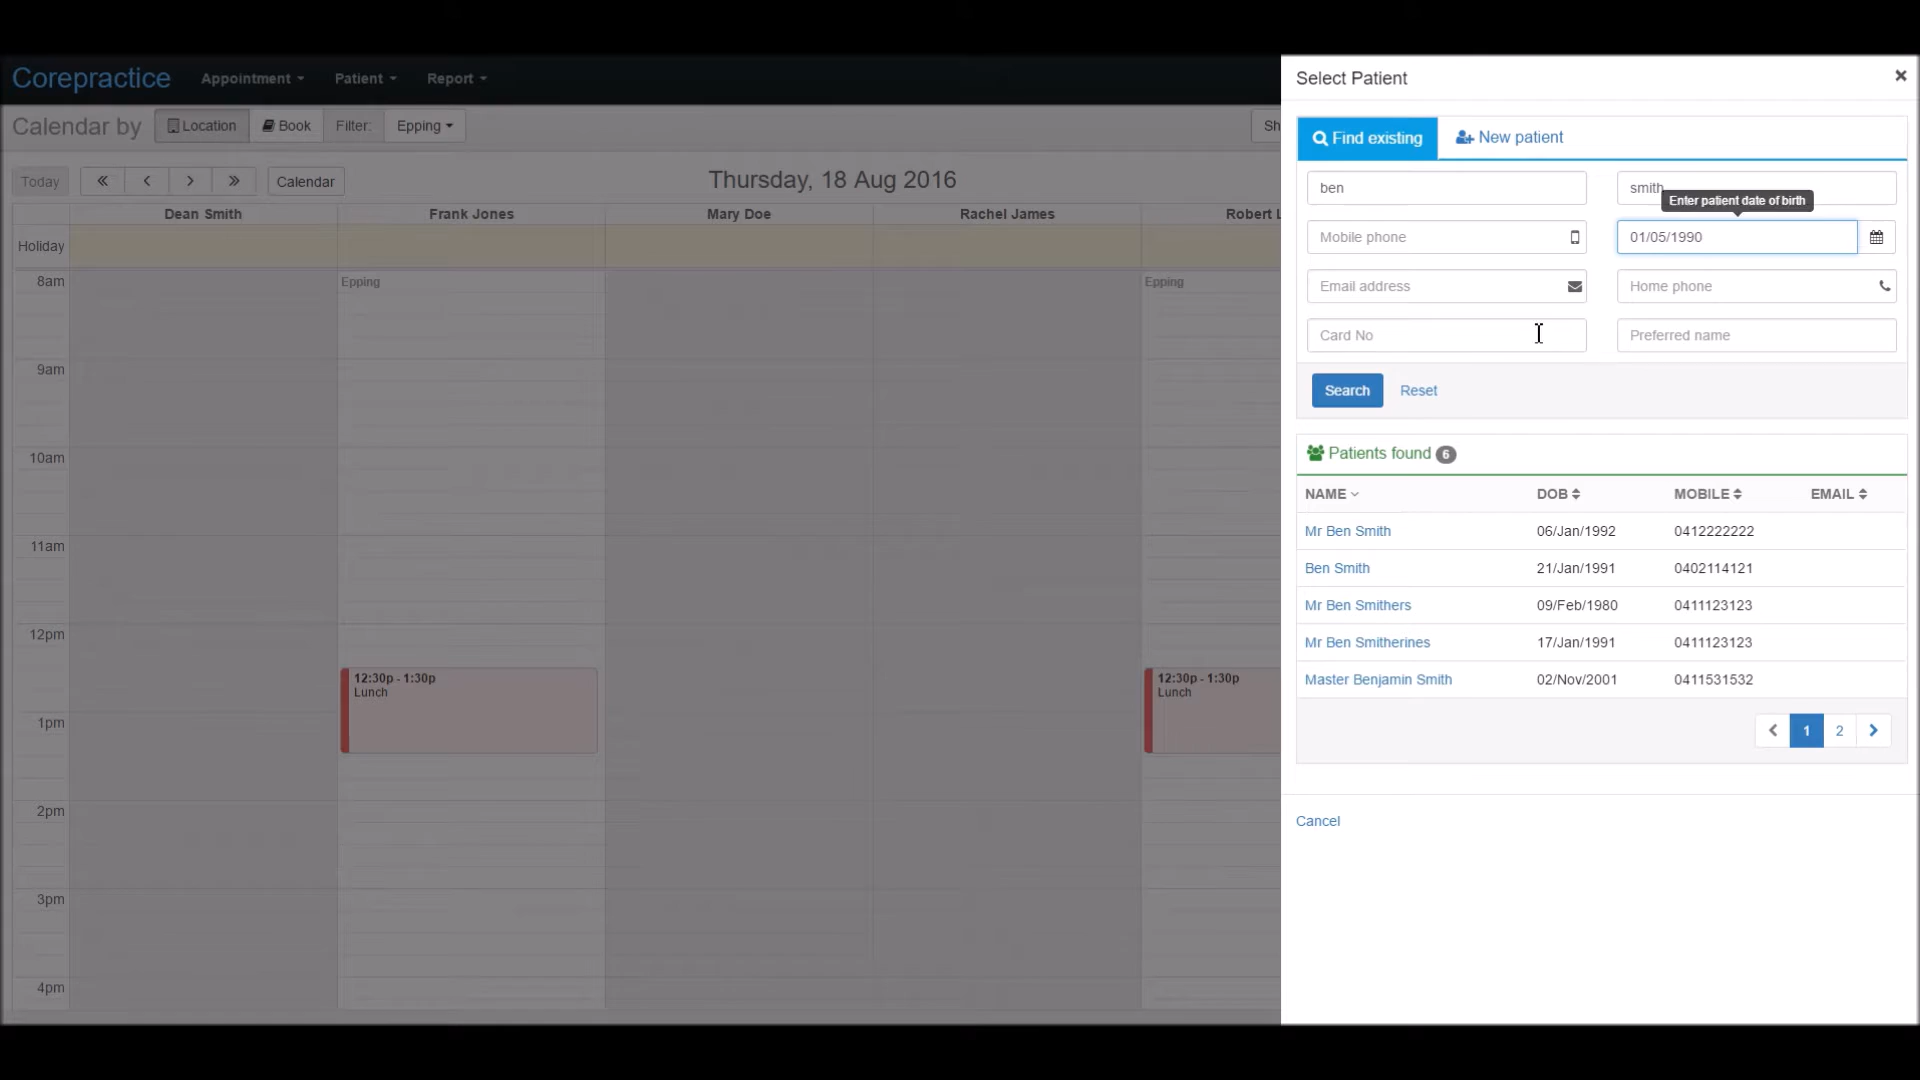 Corepractice Appointment Patient Report
Calendar by Location Book Filter: Epping Sh
Today Calendar Thursday, 18 Aug 2016
Dean Smith Frank Jones Mary Doe Rachel James Robert L
Holiday
8am Epping Epping
9am
10am
11am
12pm
12:30p - 1:30p 12:30p - 1:30p
Lunch Lunch
1pm
2pm
3pm
4pm
Select Patient
Find existing New patient
ben smith
Enter patient date of birth
Mobile phone 01/05/1990
Email address Home phone
Card No Preferred name
Search Reset
Patients found 6
NAME DOB MOBILE EMAIL
Mr Ben Smith 06/Jan/1992 0412222222
Ben Smith 21/Jan/1991 0402114121
Mr Ben Smithers 09/Feb/1980 0411123123
Mr Ben Smitherines 17/Jan/1991 0411123123
Master Benjamin Smith 02/Nov/2001 0411531532
1 2
Cancel